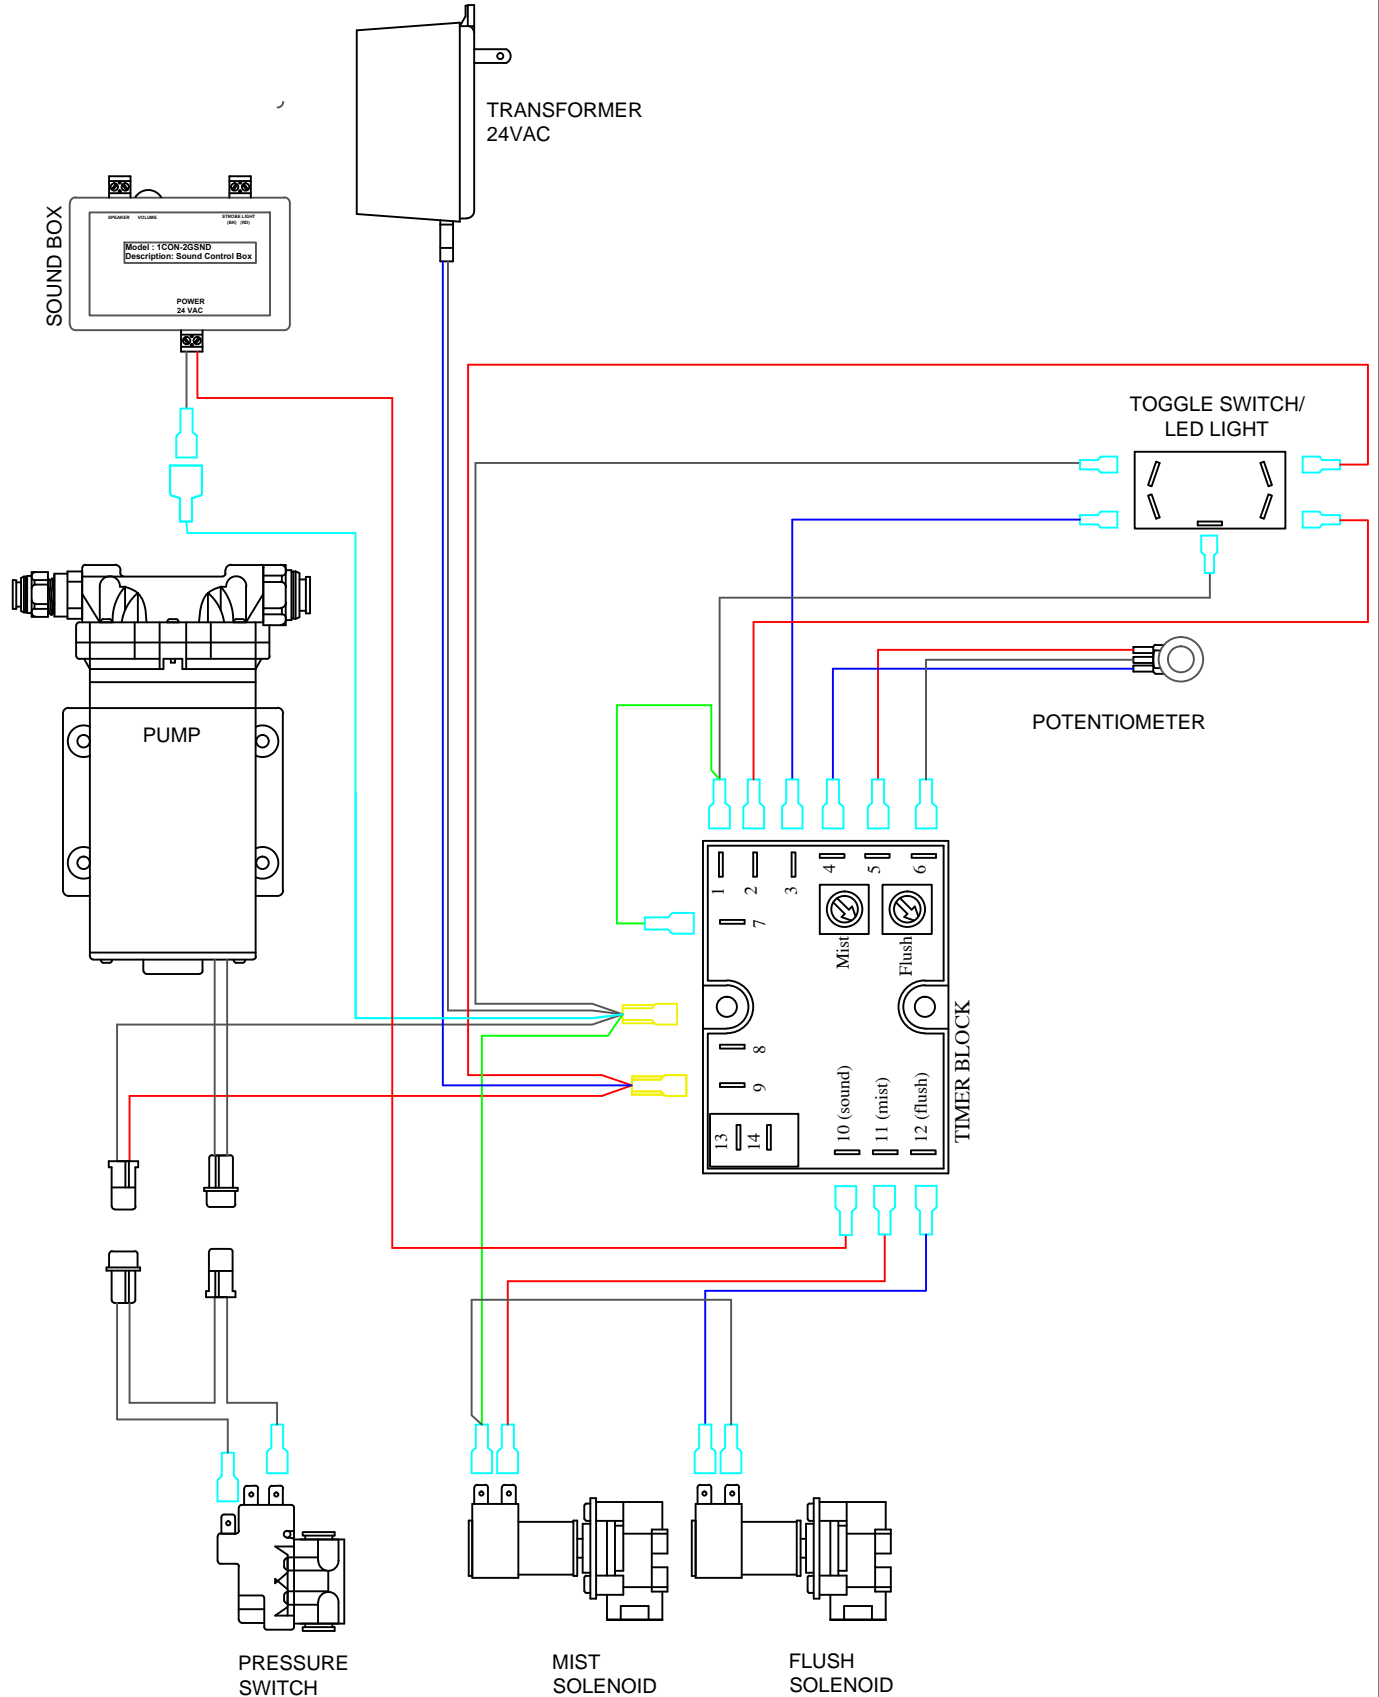 TRANSFORMER
24VAC
SOUND BOX
SPEAKER VOLUME
STROBE LIGHT
(BK) (RD)
Model : 1CON-2GSND
Description: Sound Control Box
POWER
24 VAC
TOGGLE SWITCH/
LED LIGHT
POTENTIOMETER
PUMP
1
2
3
4
5
6
7
Mist
Flush
8
9
10 (sound)
11 (mist)
12 (flush)
13
14
TIMER BLOCK
PRESSURE
SWITCH
MIST
SOLENOID
FLUSH
SOLENOID